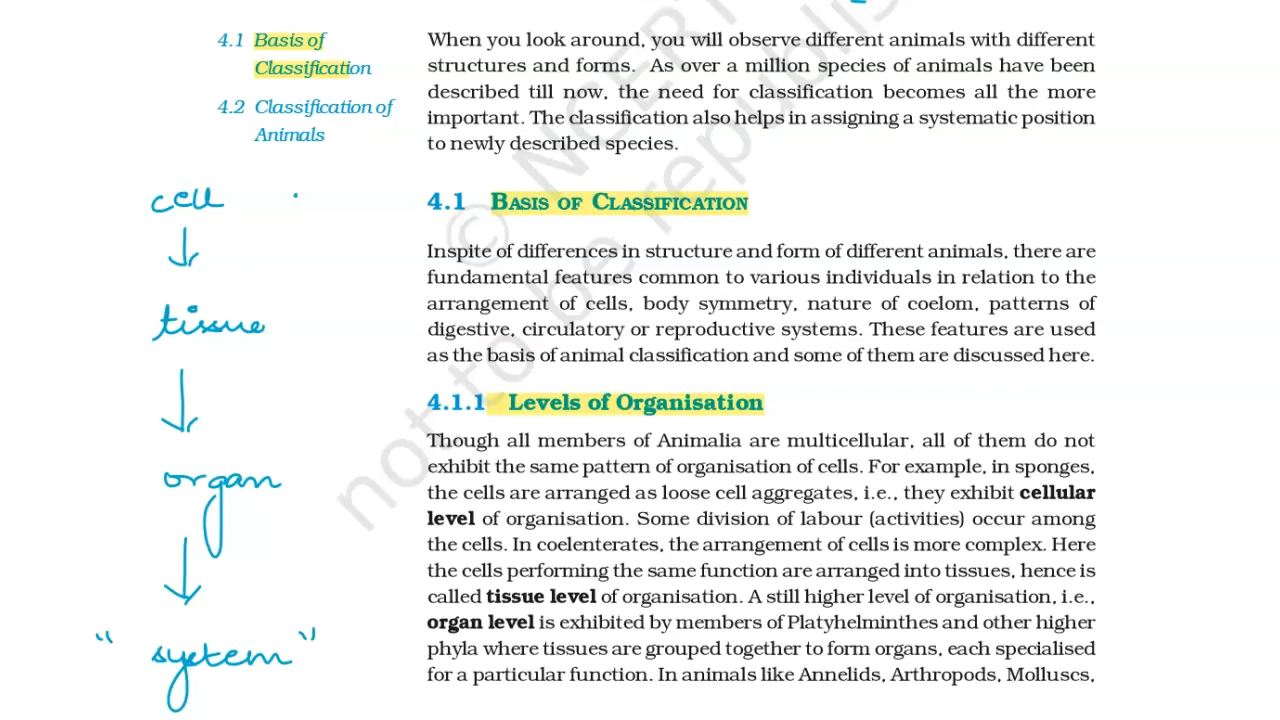 4.1 Basis of
Classification
4.2 Classification of
Animals
When you look around, you will observe different animals with different
structures and forms. As over a million species of animals have been
described till now, the need for classification becomes all the more
important. The classification also helps in assigning a systematic position
to newly described species.
4.1 BASIS OF CLASSIFICATION
Inspite of differences in structure and form of different animals, there are
fundamental features common to various individuals in relation to the
arrangement of cells, body symmetry, nature of coelom, patterns of
digestive, circulatory or reproductive systems. These features are used
as the basis of animal classification and some of them are discussed here.
4.1.1 Levels of Organisation
Though all members of Animalia are multicellular, all of them do not
exhibit the same pattern of organisation of cells. For example, in sponges,
the cells are arranged as loose cell aggregates, i.e., they exhibit cellular
level of organisation. Some division of labour (activities) occur among
the cells. In coelenterates, the arrangement of cells is more complex. Here
the cells performing the same function are arranged into tissues, hence is
called tissue level of organisation. A still higher level of organisation, i.e.,
organ level is exhibited by members of Platyhelminthes and other higher
phyla where tissues are grouped together to form organs, each specialised
for a particular function. In animals like Annelids, Arthropods, Molluscs,
cell
↓
tissue
↓
organ
↓
"system"
© NCERT
not to be republis